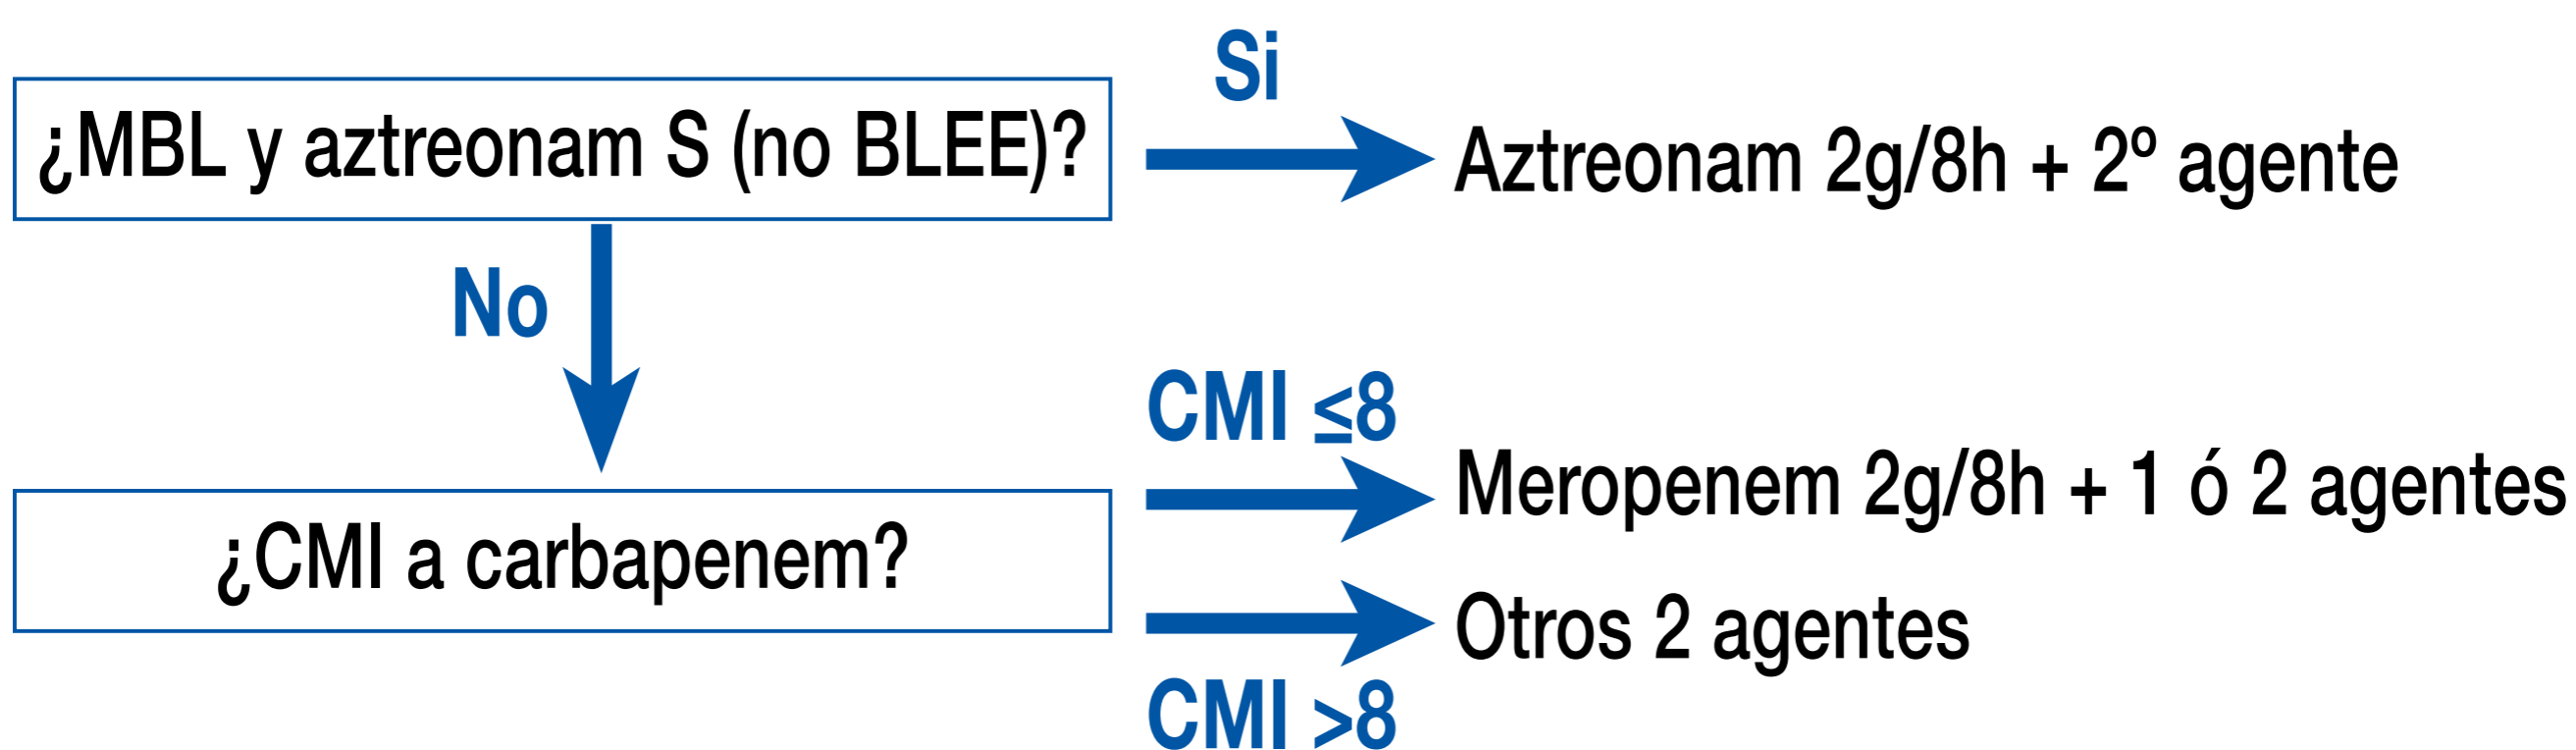 Si
¿MBL y aztreonam S (no BLEE)?
Aztreonam 2g/8h + 2º agente
No
CMI ≤8
Meropenem 2g/8h + 1 ó 2 agentes
¿CMI a carbapenem?
Otros 2 agentes
CMI >8